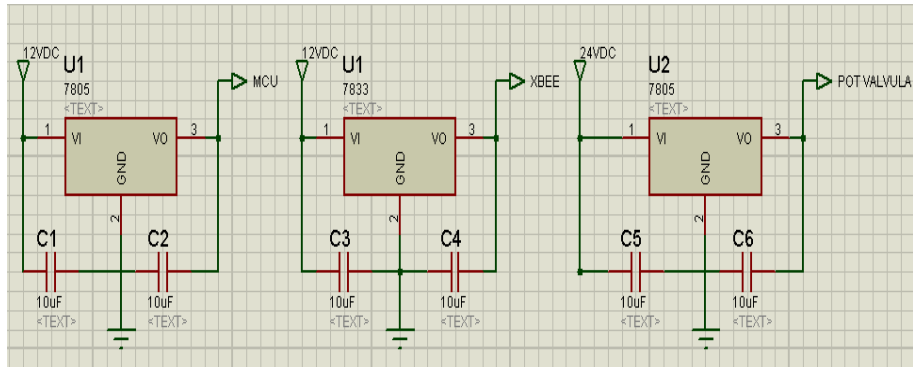 12VDC
U1
7805
<TEXT>
MCU
1
VI
VO
3
GND
2
C1
10uF
<TEXT>
C2
10uF
<TEXT>
12VDC
U1
7833
<TEXT>
XBEE
1
VI
VO
3
GND
2
C3
10uF
<TEXT>
C4
10uF
<TEXT>
24VDC
U2
7805
<TEXT>
POT VALVULA
1
VI
VO
3
GND
2
C5
10uF
<TEXT>
C6
10uF
<TEXT>